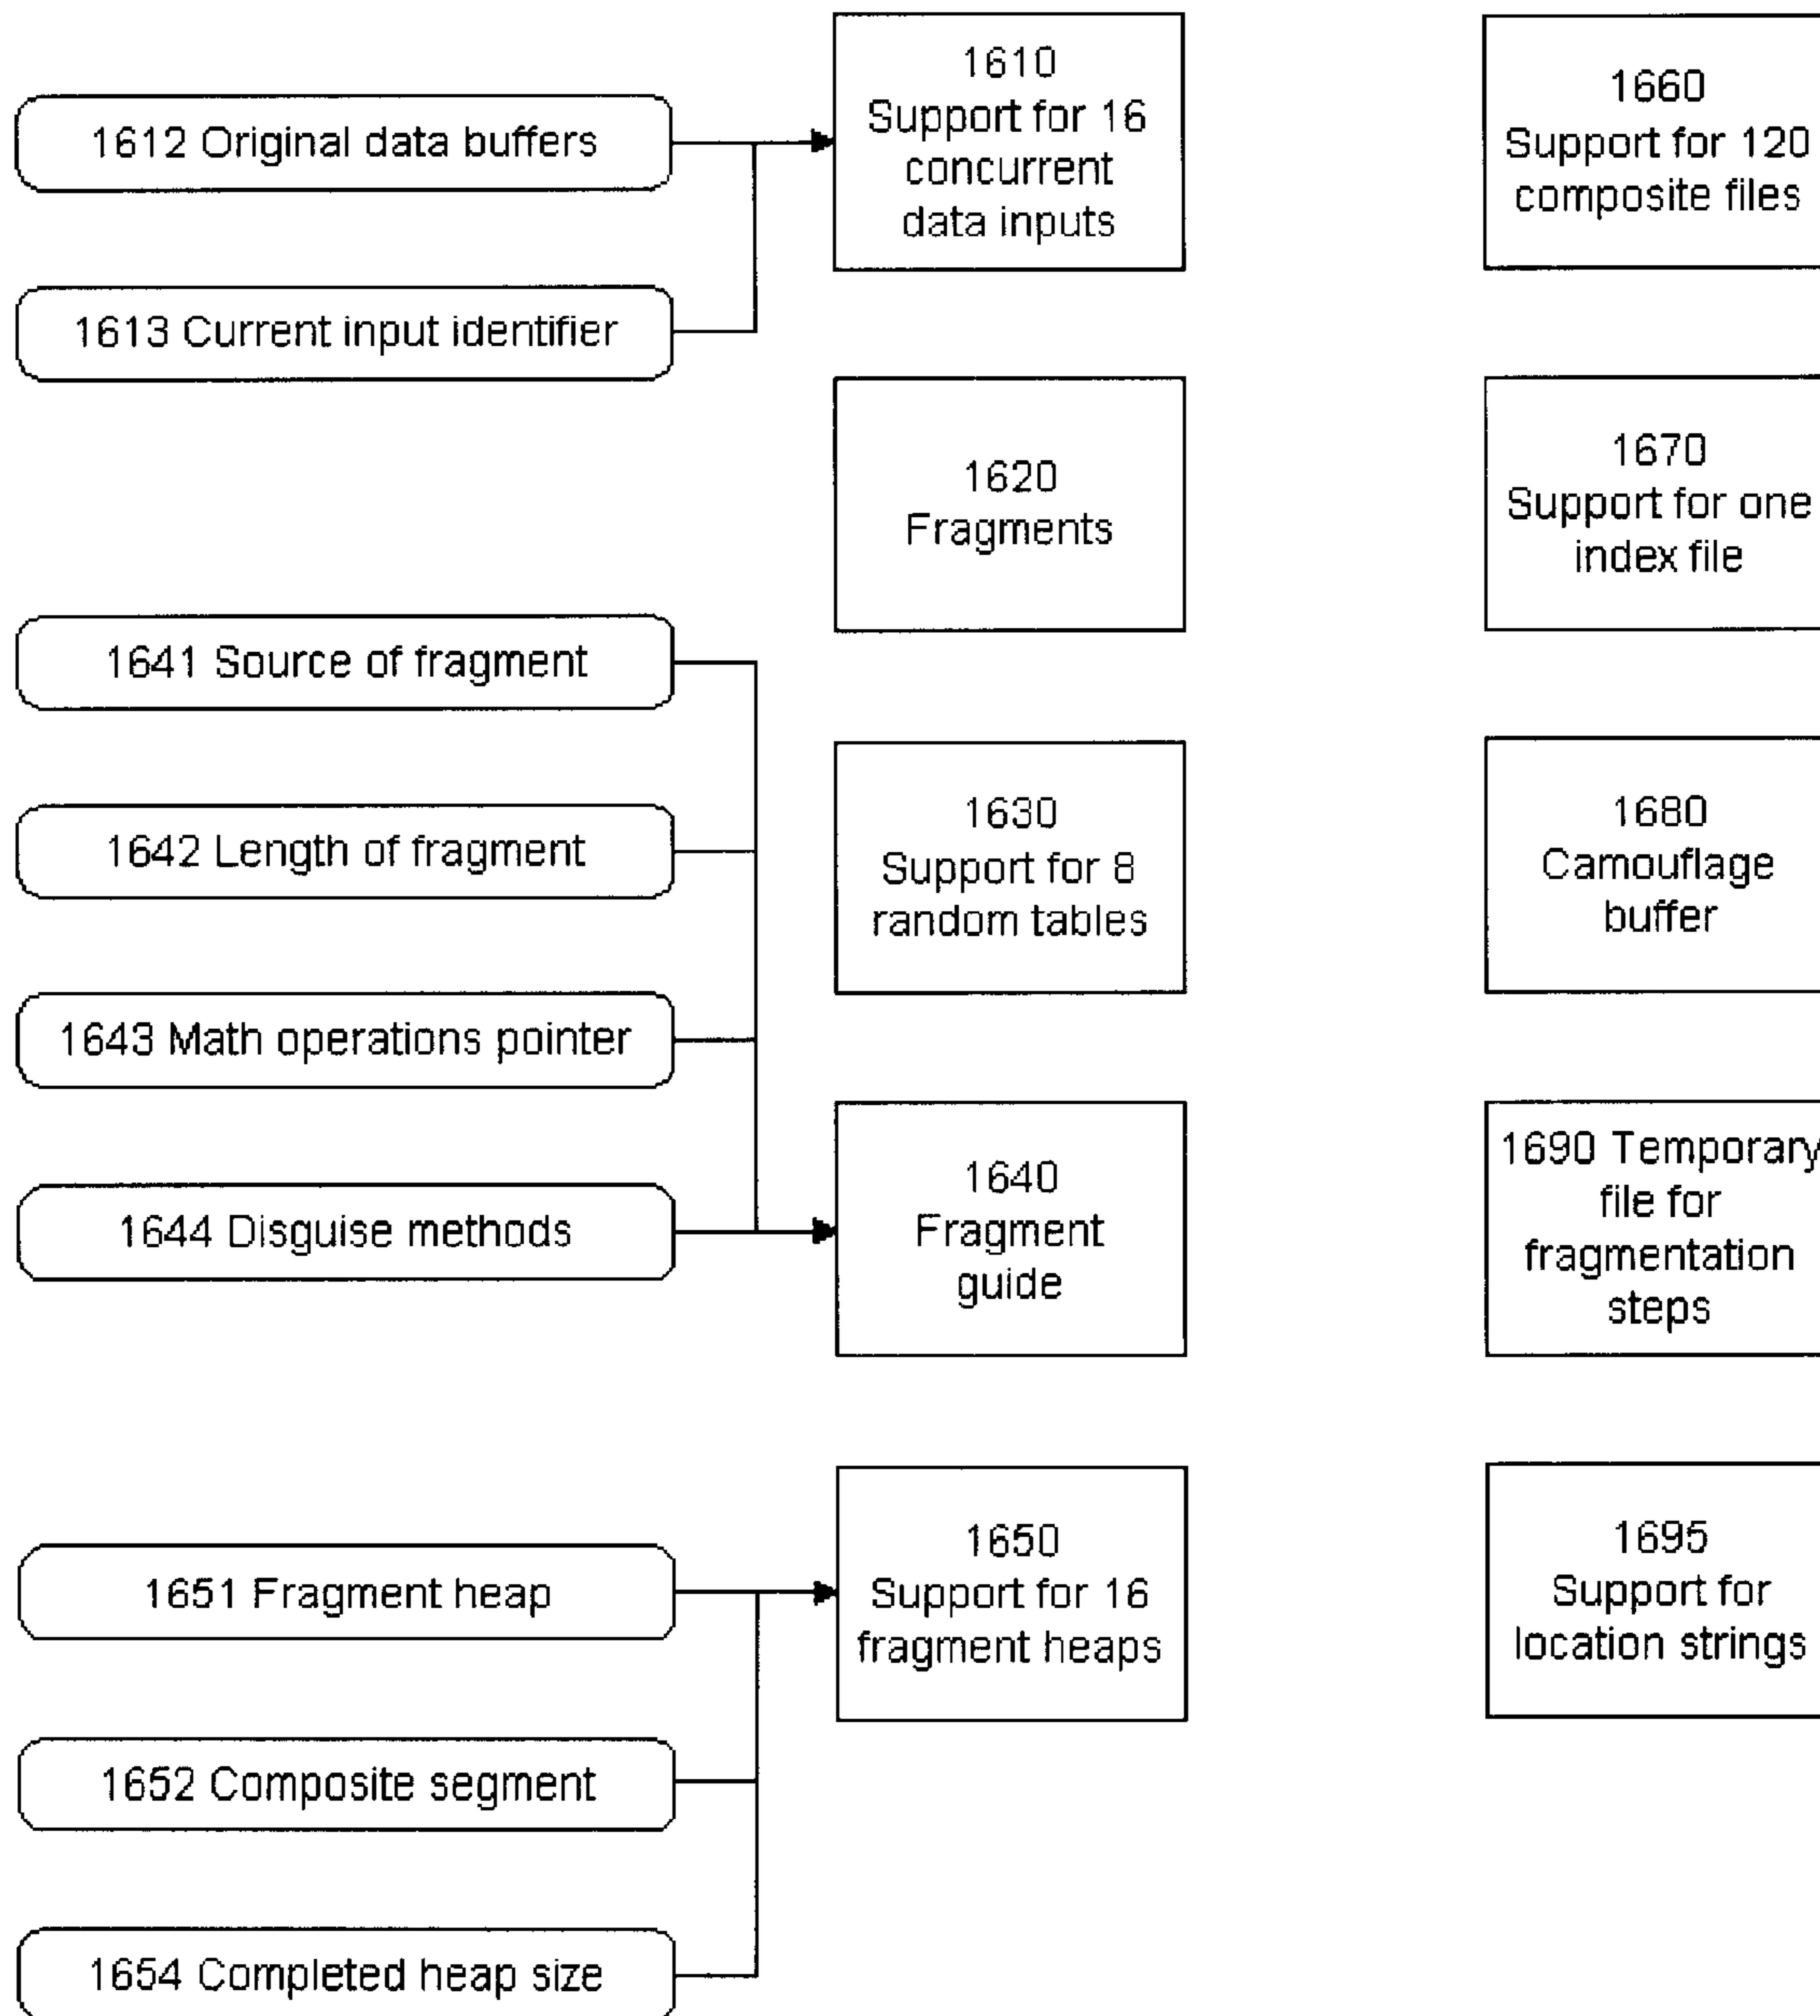 1612 Original data buffers
1613 Current input identifier
1641 Source of fragment
1642 Length of fragment
1643 Math operations pointer
1644 Disguise methods
1651 Fragment heap
1652 Composite segment
1654 Completed heap size
1610
Support for 16
concurrent
data inputs
1620
Fragments
1630
Support for 8
random tables
1640
Fragment
guide
1650
Support for 16
fragment heaps
1660
Support for 120
composite files
1670
Support for one
index file
1680
Camouflage
buffer
1690 Temporary
file for
fragmentation
steps
1695
Support for
location strings